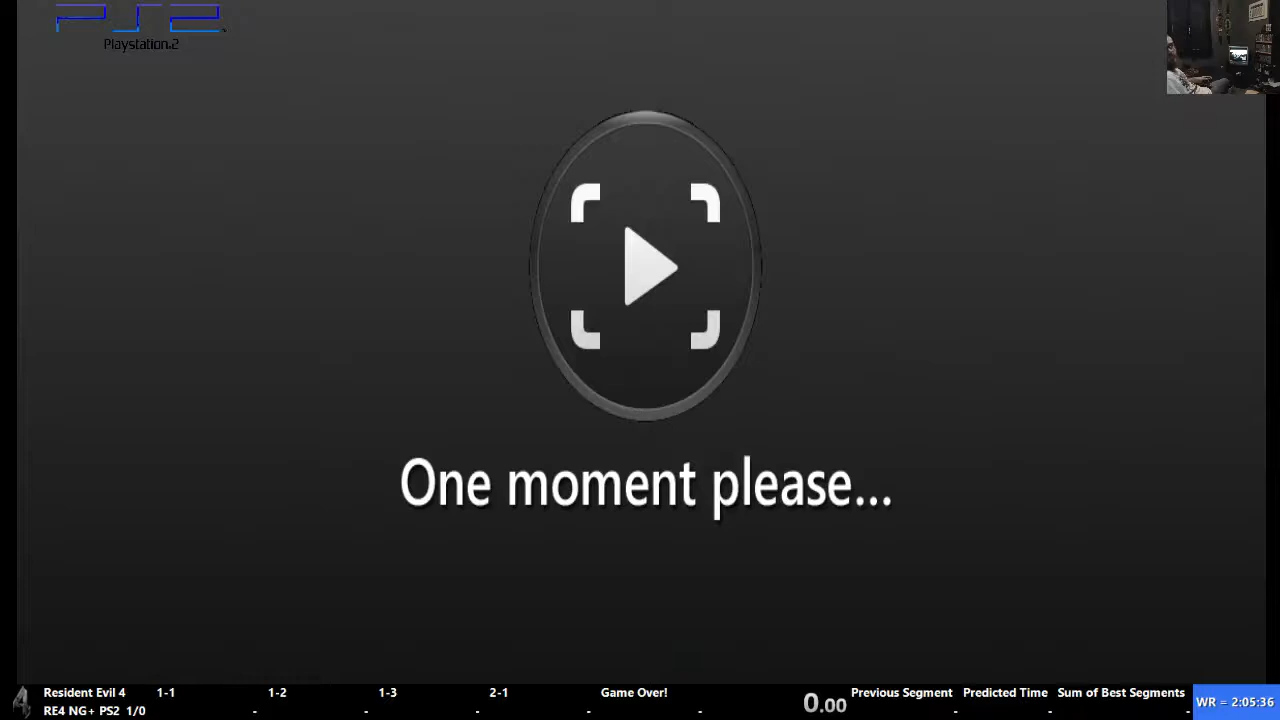 PS2
Playstation.2
One moment please...
Resident Evil 4 1-1 1-2 1-3 2-1 Game Over! 0.00 Previous Segment Predicted Time Sum of Best Segments
RE4 NG+ PS2 1/0 - - - - - - - - WR = 2:05:36